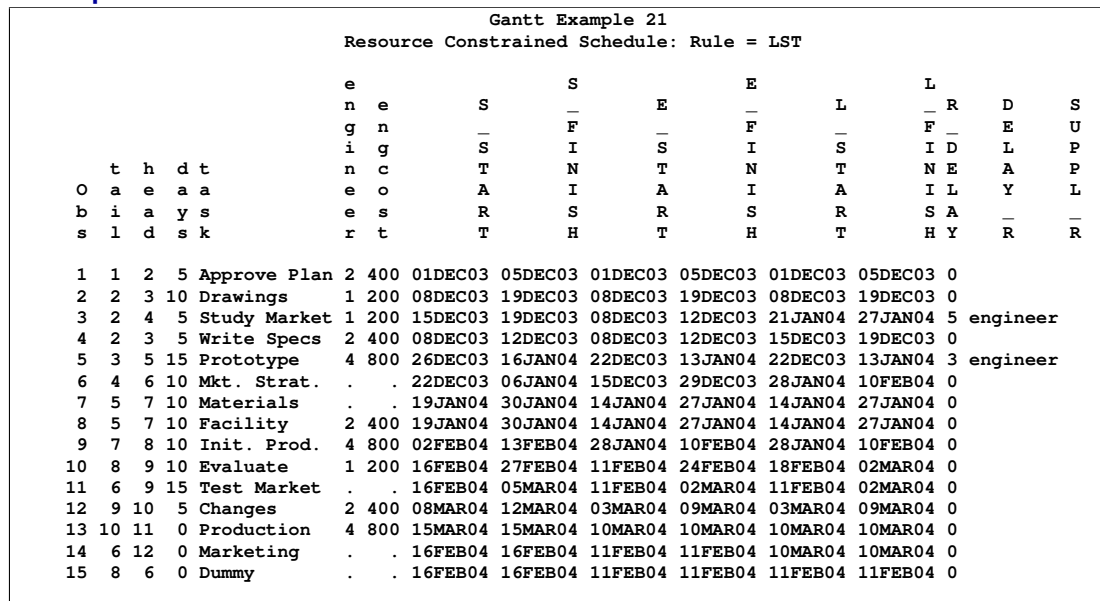 Gantt Example 21
Resource Constrained Schedule: Rule = LST
e S E L
n e S _ E _ L _ R D S
g n _ F _ F _ F _ E U
i g S I S I S I D L P
t h d t n c T N T N T N E A P
O a e a a e o A I A I A I L Y L
b i a y s e s R S R S R S A _ _
s l d s k r t T H T H T H Y R R
1 1 2 5 Approve Plan 2 400 01DEC03 05DEC03 01DEC03 05DEC03 01DEC03 05DEC03 0
2 2 3 10 Drawings 1 200 08DEC03 19DEC03 08DEC03 19DEC03 08DEC03 19DEC03 0
3 2 4 5 Study Market 1 200 15DEC03 19DEC03 08DEC03 12DEC03 21JAN04 27JAN04 5 engineer
4 2 3 5 Write Specs 2 400 08DEC03 12DEC03 08DEC03 12DEC03 15DEC03 19DEC03 0
5 3 5 15 Prototype 4 800 26DEC03 16JAN04 22DEC03 13JAN04 22DEC03 13JAN04 3 engineer
6 4 6 10 Mkt. Strat. . . 22DEC03 06JAN04 15DEC03 29DEC03 28JAN04 10FEB04 0
7 5 7 10 Materials . . 19JAN04 30JAN04 14JAN04 27JAN04 14JAN04 27JAN04 0
8 5 7 10 Facility 2 400 19JAN04 30JAN04 14JAN04 27JAN04 14JAN04 27JAN04 0
9 7 8 10 Init. Prod. 4 800 02FEB04 13FEB04 28JAN04 10FEB04 28JAN04 10FEB04 0
10 8 9 10 Evaluate 1 200 16FEB04 27FEB04 11FEB04 24FEB04 18FEB04 02MAR04 0
11 6 9 15 Test Market . . 16FEB04 05MAR04 11FEB04 02MAR04 11FEB04 02MAR04 0
12 9 10 5 Changes 2 400 08MAR04 12MAR04 03MAR04 09MAR04 03MAR04 09MAR04 0
13 10 11 0 Production 4 800 15MAR04 15MAR04 10MAR04 10MAR04 10MAR04 10MAR04 0
14 6 12 0 Marketing . . 16FEB04 16FEB04 11FEB04 11FEB04 10MAR04 10MAR04 0
15 8 6 0 Dummy . . 16FEB04 16FEB04 11FEB04 11FEB04 11FEB04 11FEB04 0